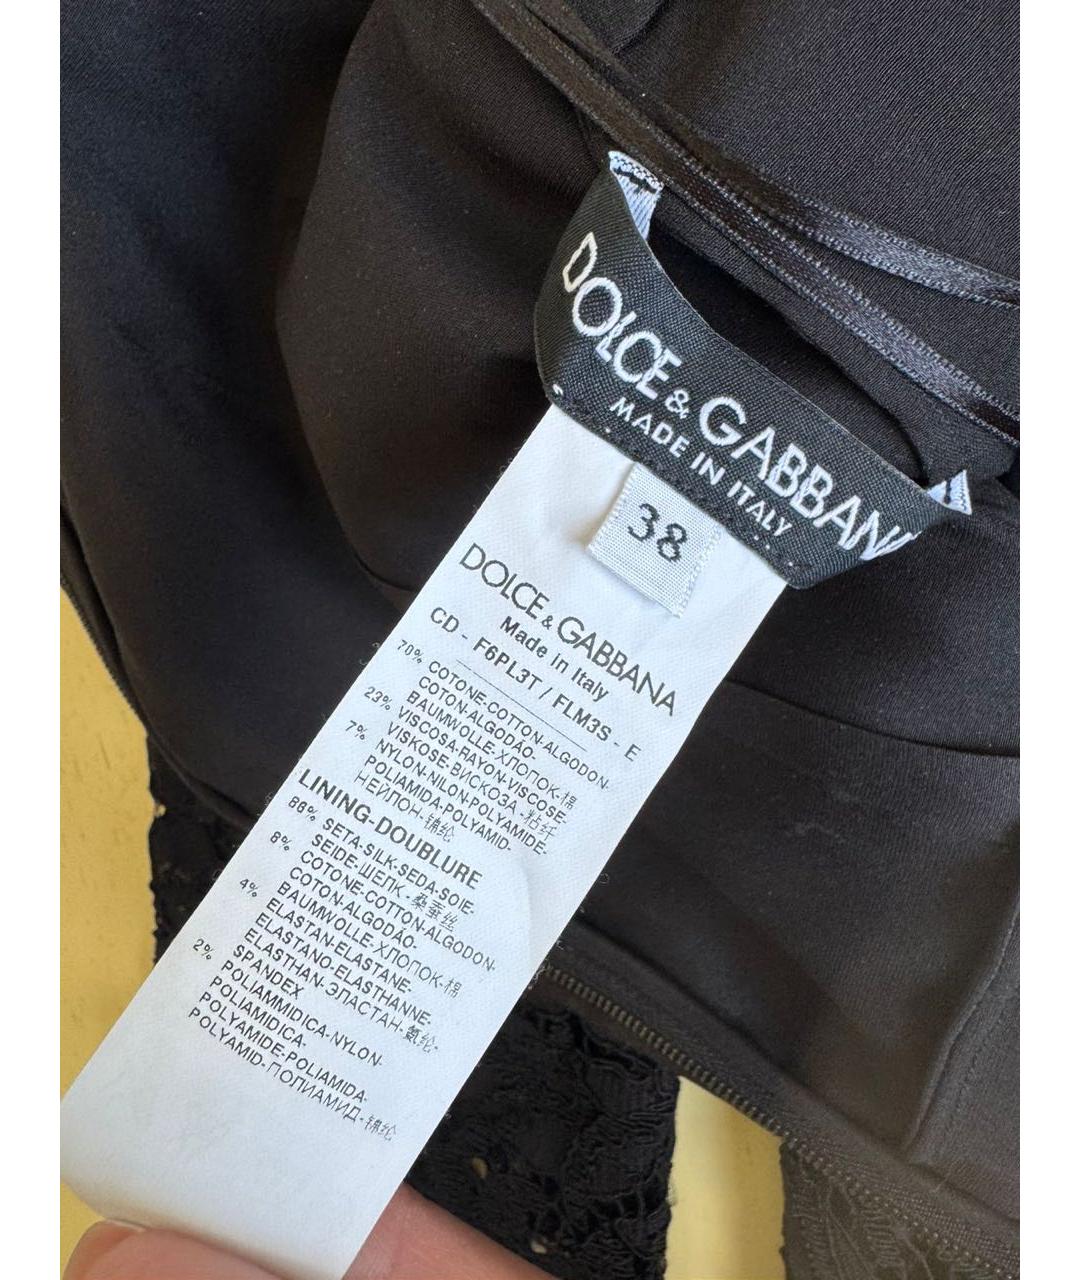 DOLCE & GABBANA
MADE IN ITALY
38
DOLCE & GABBANA
Made in Italy
CD - F6PL3T / FLM3S - E
70% COTONE-COTTON-ALGODON-
COTON-ALGODÃO-
BAUMWOLLE-ХЛОПОК-棉
23% VISCOSA-RAYON-VISCOSE-
VISKOSE-ВИСКОЗА-粘纤
7% NYLON-NILON-POLYAMIDE-
POLIAMIDA-POLYAMID-
НЕЙЛОН-锦纶
LINING-DOUBLURE
86% SETA-SILK-SEDA-SOIE-
SEIDE-ШЕЛК-桑蚕丝
8% COTONE-COTTON-ALGODON-
COTON-ALGODÃO-
BAUMWOLLE-ХЛОПОК-棉
4% ELASTAN-ELASTANE-
ELASTANO-ELASTHANNE-
ELASTHAN-ЭЛАСТАН-氨纶-
SPANDEX
2% POLIAMMIDICA-NYLON-
POLIAMIDICA-
POLYAMIDE-POLIAMIDA-
POLYAMID-ПОЛИАМИД-锦纶